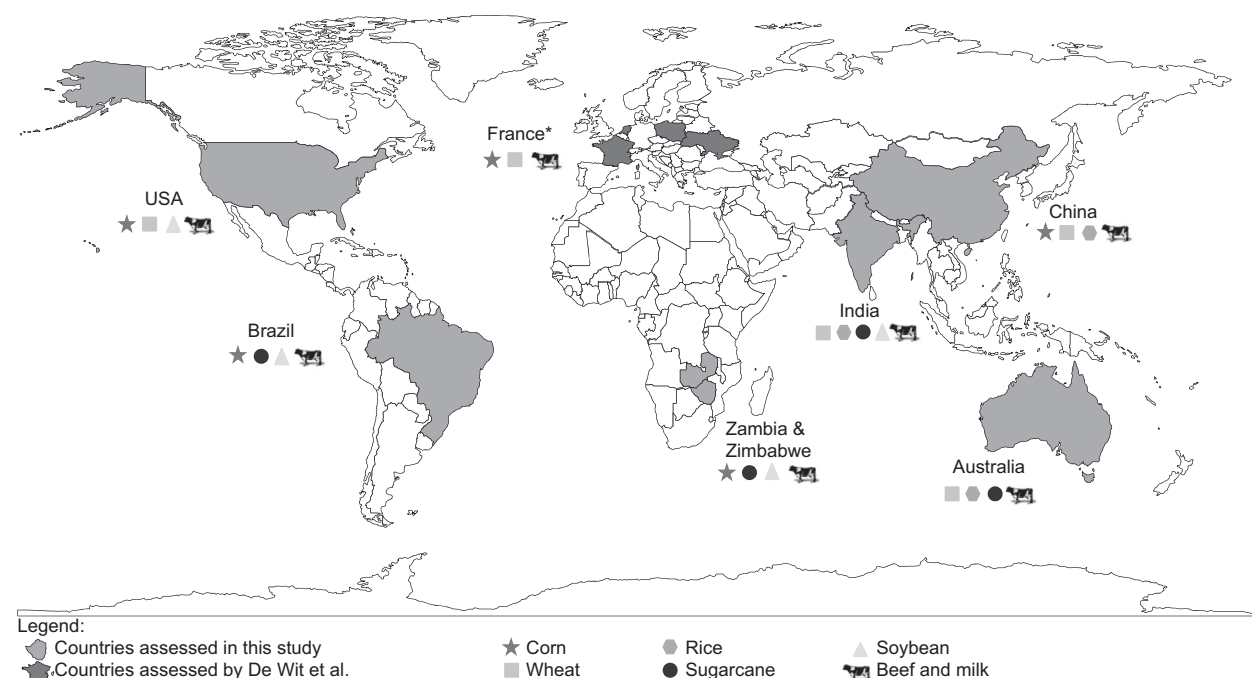 France*
USA
China
India
Brazil
Zambia &
Zimbabwe
Australia
Legend:
Countries assessed in this study
Countries assessed by De Wit et al.
Corn
Wheat
Rice
Sugarcane
Soybean
Beef and milk